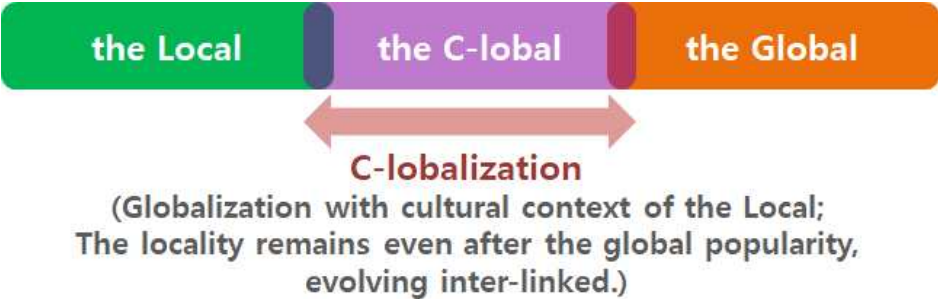 the Local the C-lobal the Global
C-lobalization
(Globalization with cultural context of the Local;
The locality remains even after the global popularity,
evolving inter-linked.)